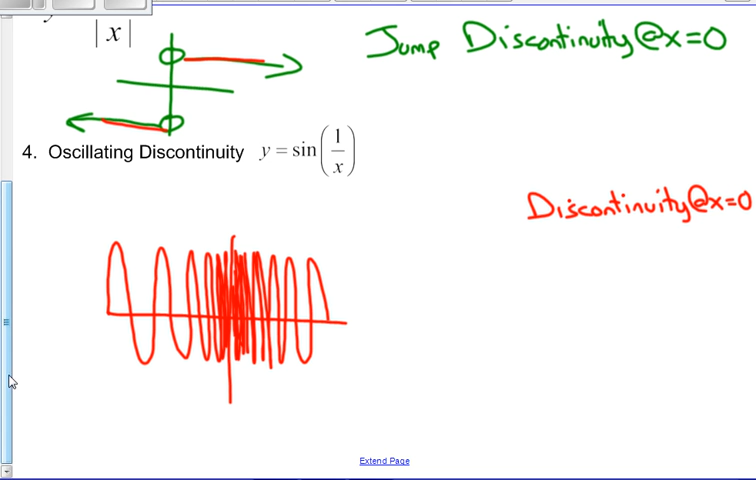 | x |
Jump Discontinuity @ x=0
4. Oscillating Discontinuity y = sin(1/x)
Discontinuity @ x=0
Extend Page